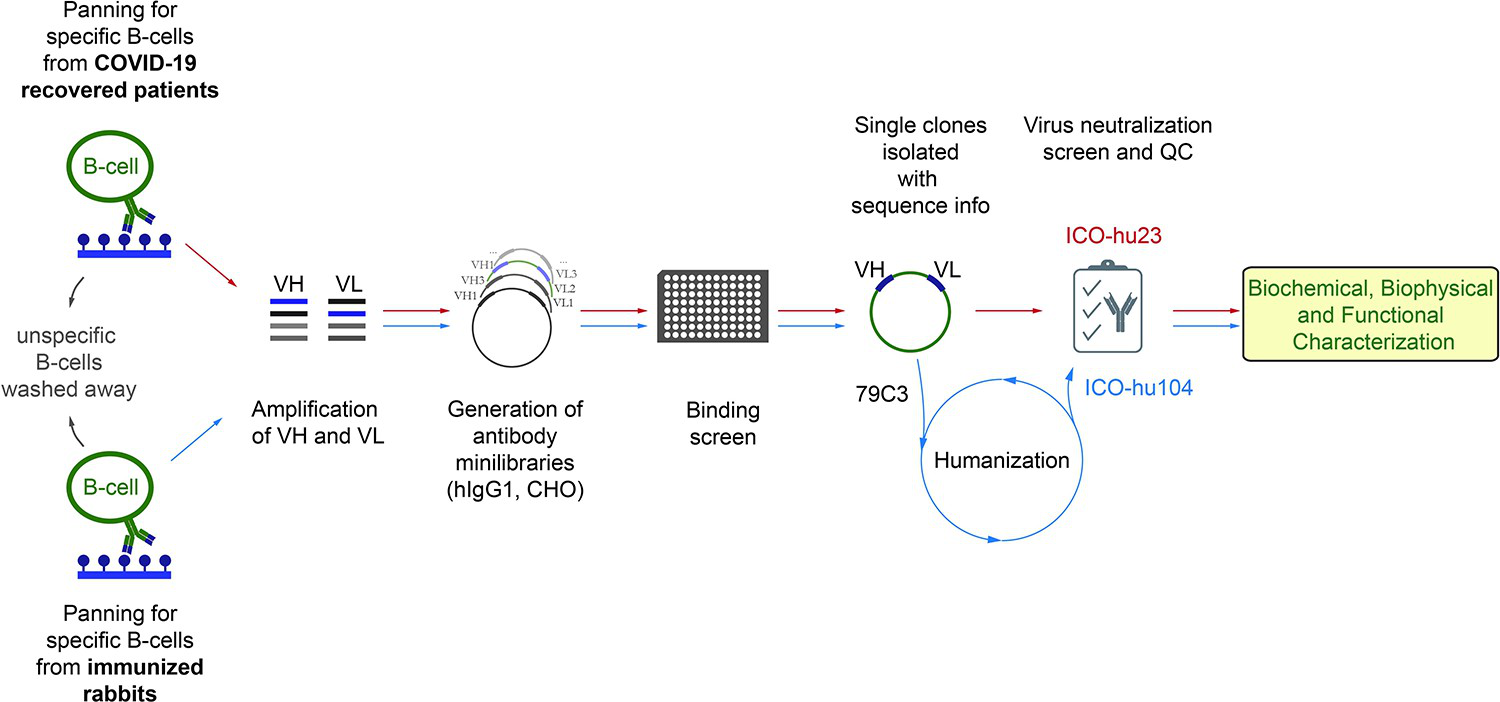 Panning for
specific B-cells
from COVID-19
recovered patients
B-cell
unspecific
B-cells
washed away
B-cell
Panning for
specific B-cells
from immunized
rabbits
VH VL
Amplification
of VH and VL
... ...
VH1 VL3
VH3 VL2
VH1 VL1
Generation of
antibody
minilibraries
(hIgG1, CHO)
Binding
screen
Single clones
isolated
with
sequence info
VH VL
79C3
Humanization
Virus neutralization
screen and QC
ICO-hu23
ICO-hu104
Biochemical, Biophysical
and Functional
Characterization